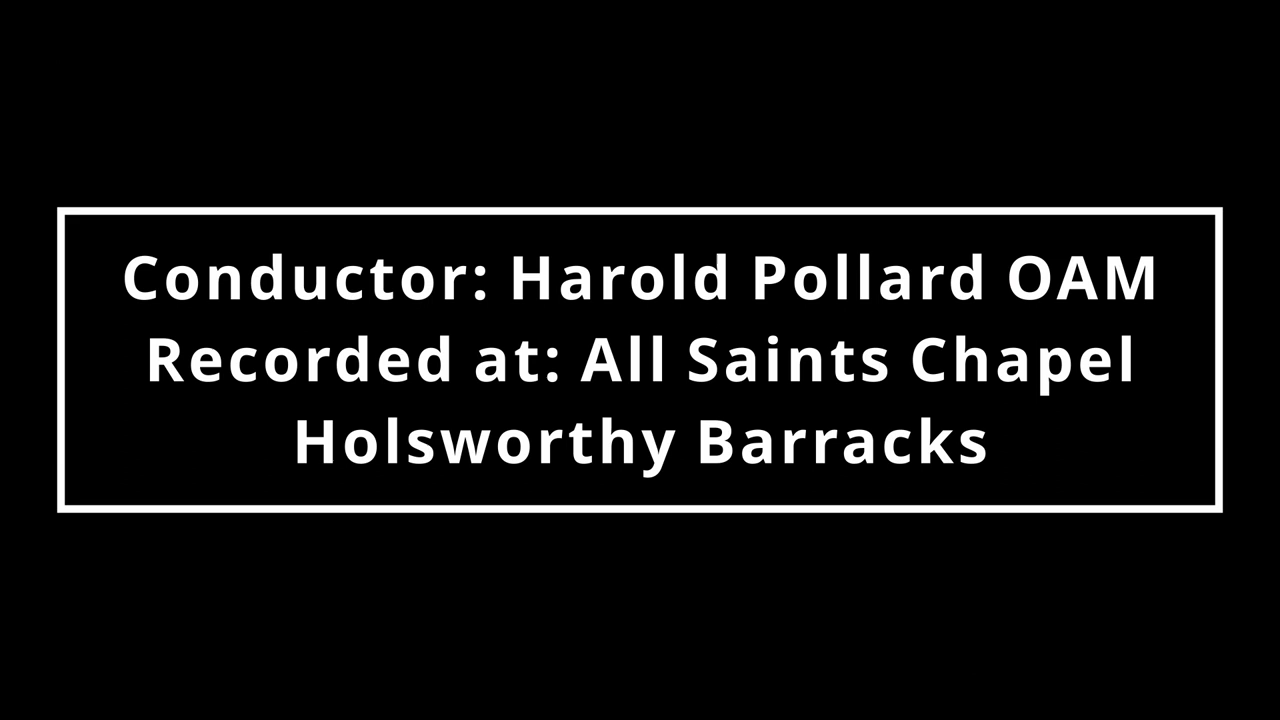 Conductor: Harold Pollard OAM
Recorded at: All Saints Chapel
Holsworthy Barracks